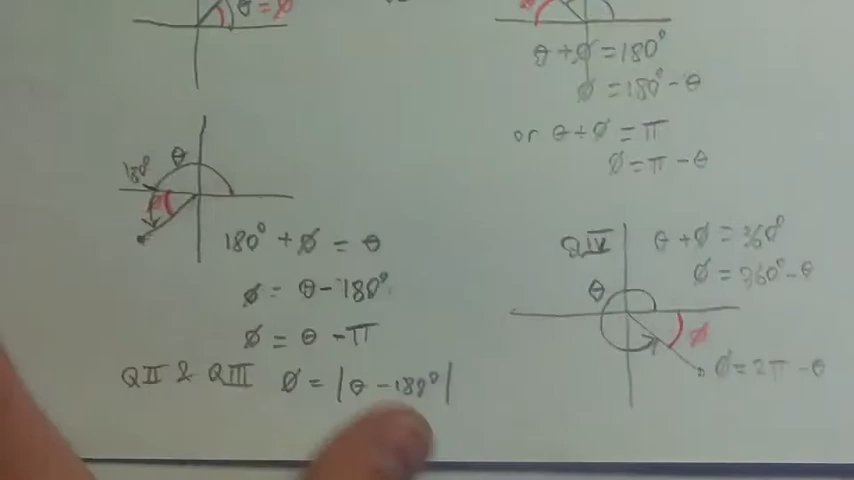 θ = ∅
θ + ∅ = 180°
∅ = 180° - θ
or θ + ∅ = π
∅ = π - θ
θ
180°
180° + ∅ = θ
∅ = θ - 180°
∅ = θ - π
QII & QIII ∅ = |θ - 180°|
QIV
θ + ∅ = 360°
∅ = 360° - θ
θ
∅
∅ = 2π - θ